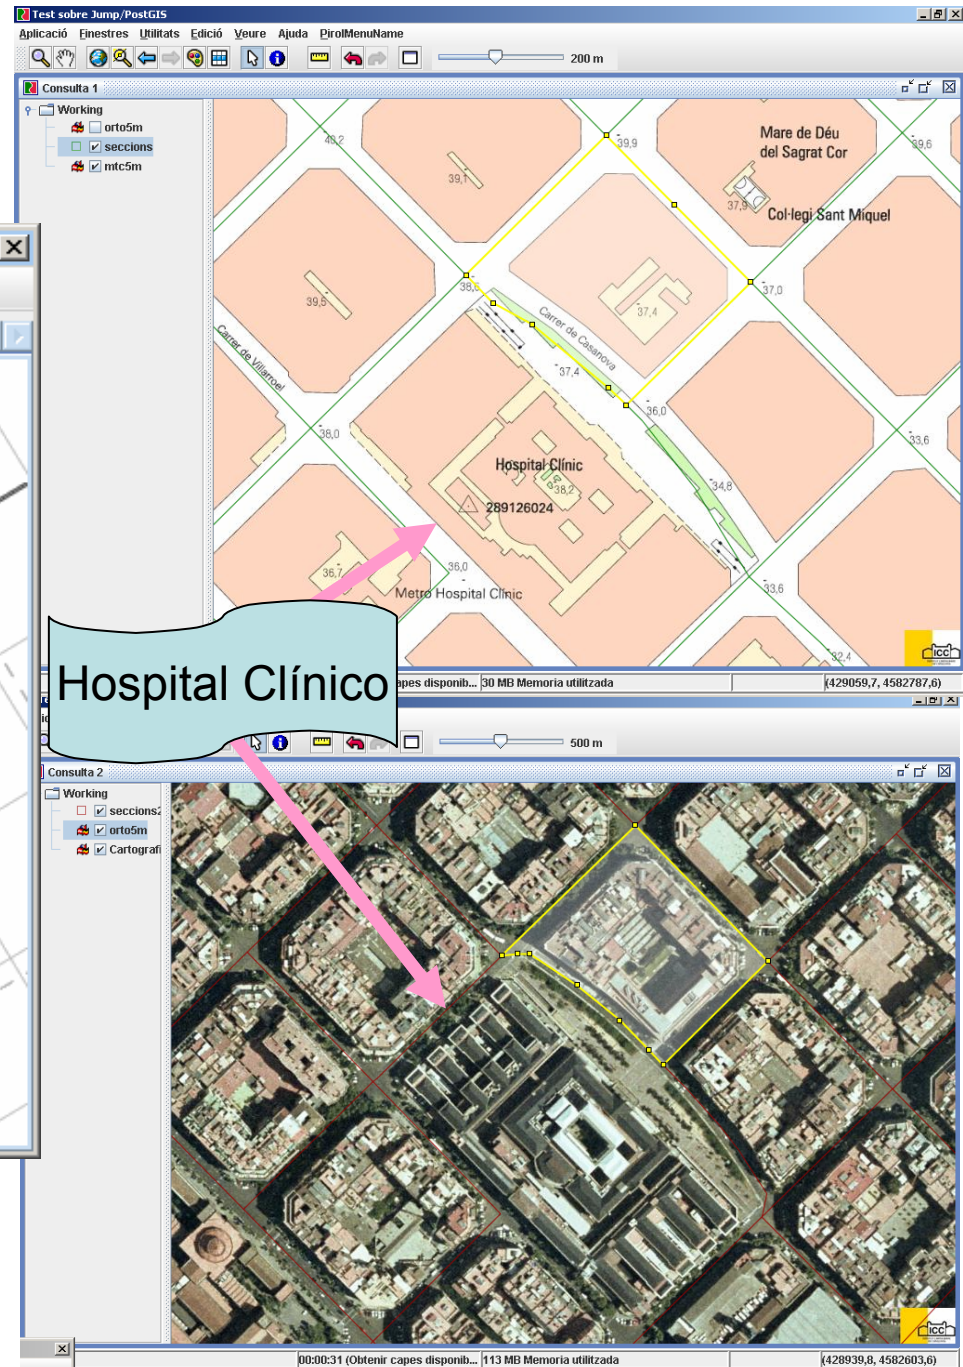 Test sobre Jump/PostGIS
Aplicació Finestres Utilitats Edició Veure Ajuda PirolMenuName
200 m
Consulta 1
Working
orto5m
seccions
mtc5m
40,2
39,9
39,6
Mare de Déu
del Sagrat Cor
39,1
37,9
Col·legi Sant Miquel
38,6
37,0
39,5
37,4
Carrer de Casanova
Carrer de Villarroel
37,4
36,0
38,0
33,6
Hospital Clínic
38,2
34,8
289126024
36,7
36,0
Metro Hospital Clínic
33,6
32,4
icc
Hospital Clínico
apes disponib... 30 MB Memoria utilitzada (429059,7, 4582787,6)
500 m
Consulta 2
Working
seccions2
orto5m
Cartografi
icc
00:00:31 (Obtenir capes disponib... 113 MB Memoria utilitzada (428939,8, 4582603,6)